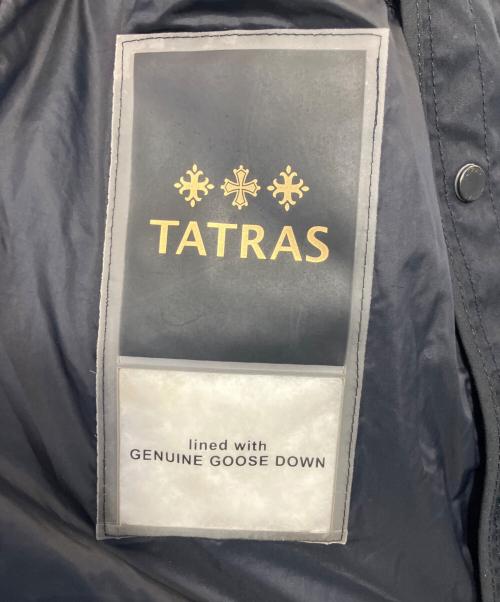 TATRAS
lined with
GENUINE GOOSE DOWN